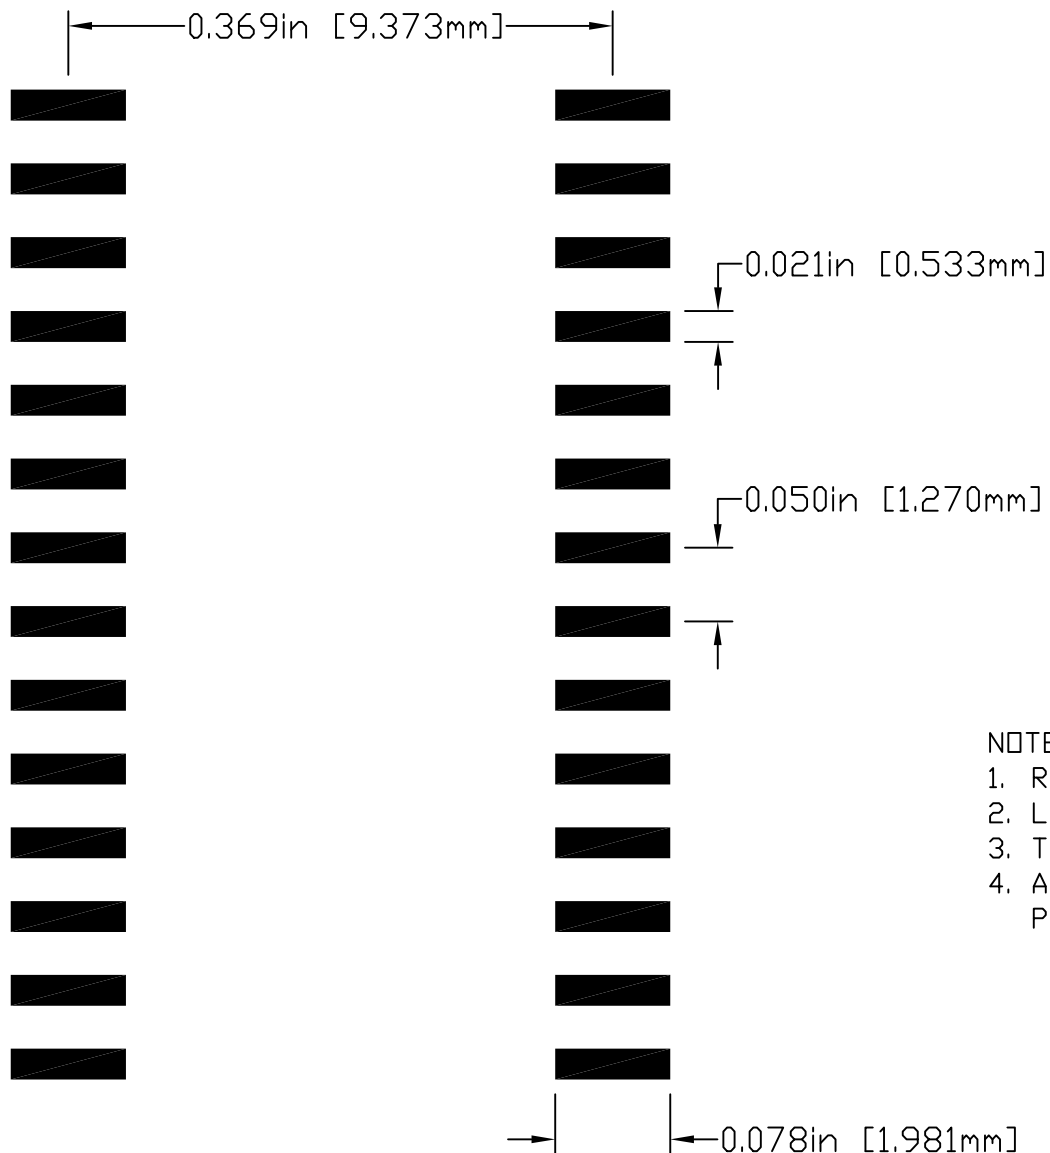 0.369in [9.373mm]
0.021in [0.533mm]
0.050in [1.270mm]
NOTE
1. R
2. L
3. T
4. A
P
0.078in [1.981mm]